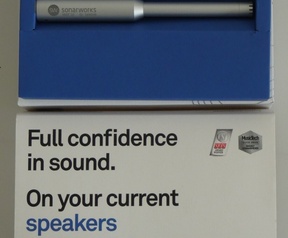 sonarworks
Full confidence
in sound.
On your current
speakers